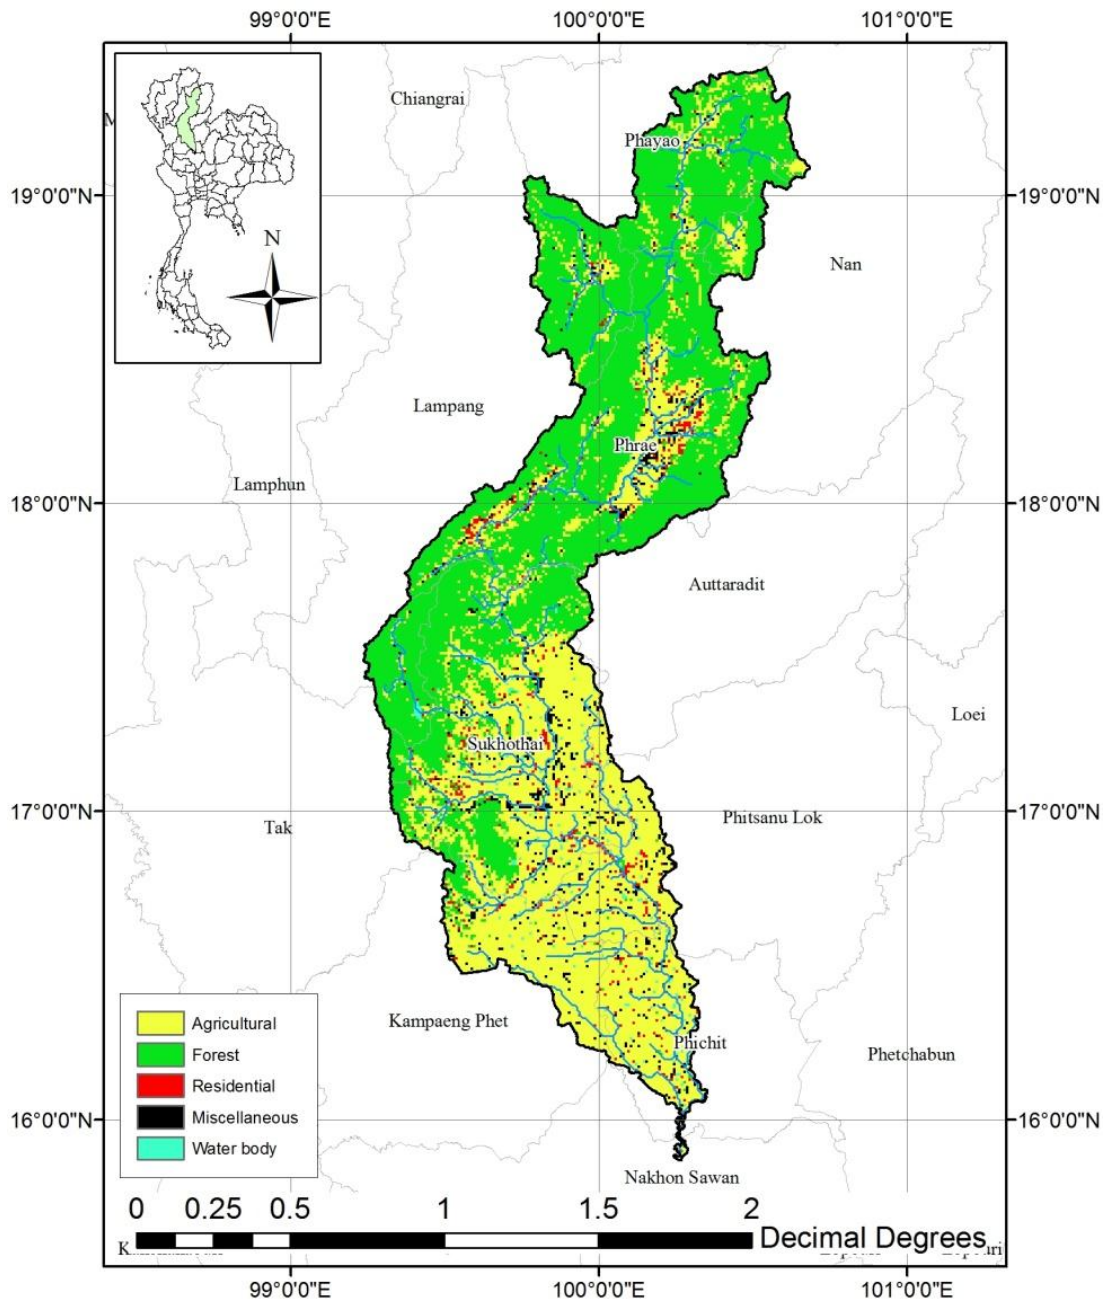 99°0'0"E 100°0'0"E 101°0'0"E
Chiangrai
Phayao
19°0'0"N 19°0'0"N
N
Nan
Lampang
Phrae
Lamphun
18°0'0"N 18°0'0"N
Auttaradit
Loei
Sukhothai
17°0'0"N 17°0'0"N
Tak
Phitsanu Lok
Kampaeng Phet
Phichit
Phetchabun
Agricultural
Forest
Residential
Miscellaneous
Water body
16°0'0"N 16°0'0"N
Nakhon Sawan
0 0.25 0.5 1 1.5 2
Decimal Degrees
99°0'0"E 100°0'0"E 101°0'0"E